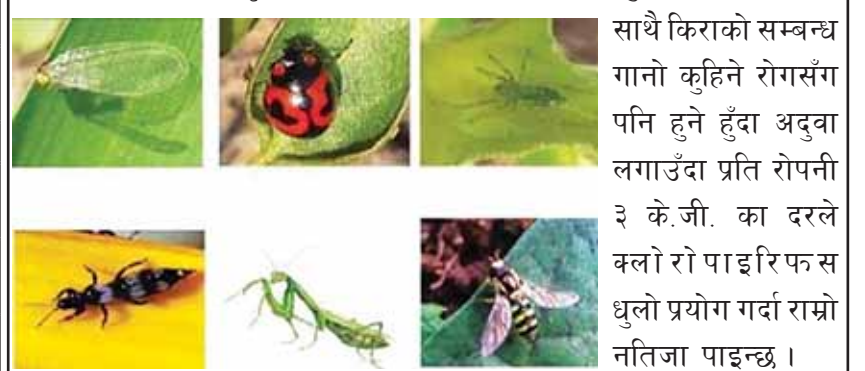 साथै किराको सम्बन्ध
गानो कुहिने रोगसँग
पनि हुने हुँदा अदुवा
लगाउँदा प्रति रोपनी
३ के.जी. का दरले
क्लोरोपाइरिफस
धुलो प्रयोग गर्दा राम्रो
नतिजा पाइन्छ ।